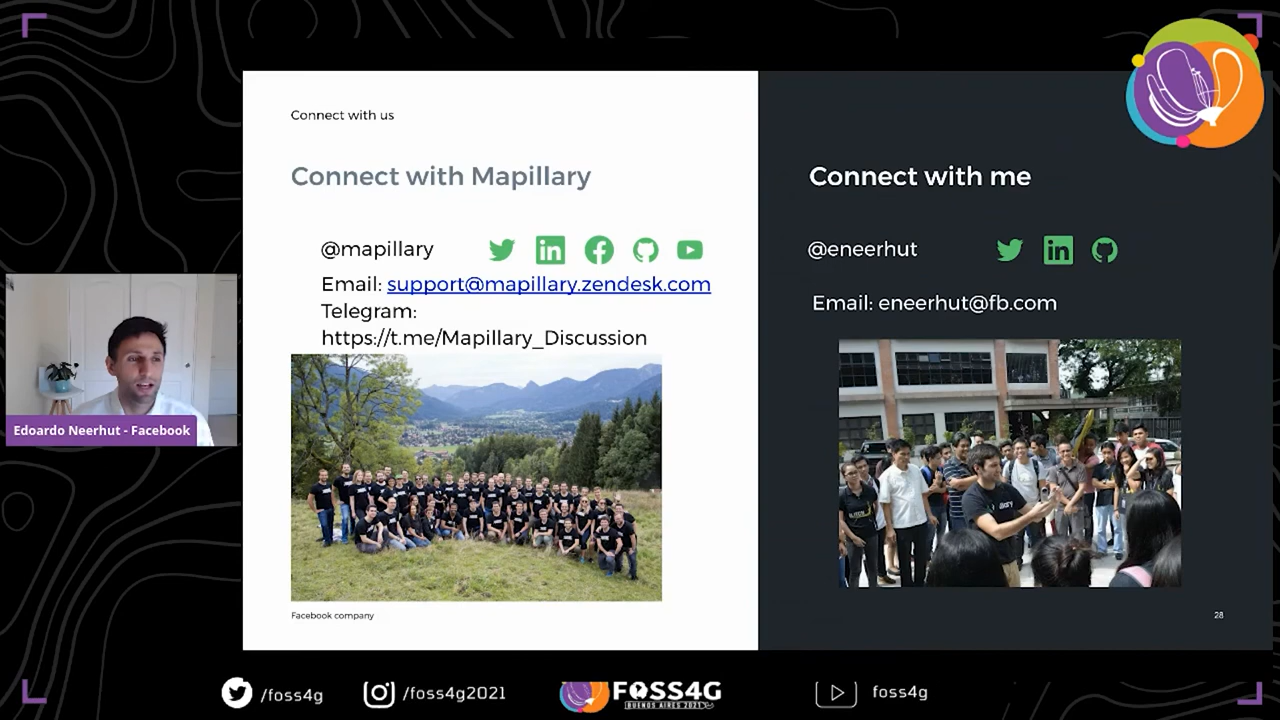 Connect with us
Connect with Mapillary
@mapillary
Email: support@mapillary.zendesk.com
Telegram:
https://t.me/Mapillary_Discussion
Facebook company
Connect with me
@eneerhut
Email: eneerhut@fb.com
28
Edoardo Neerhut - Facebook
/foss4g
/foss4g2021
FOSS4G
BUENOS AIRES 2021
foss4g